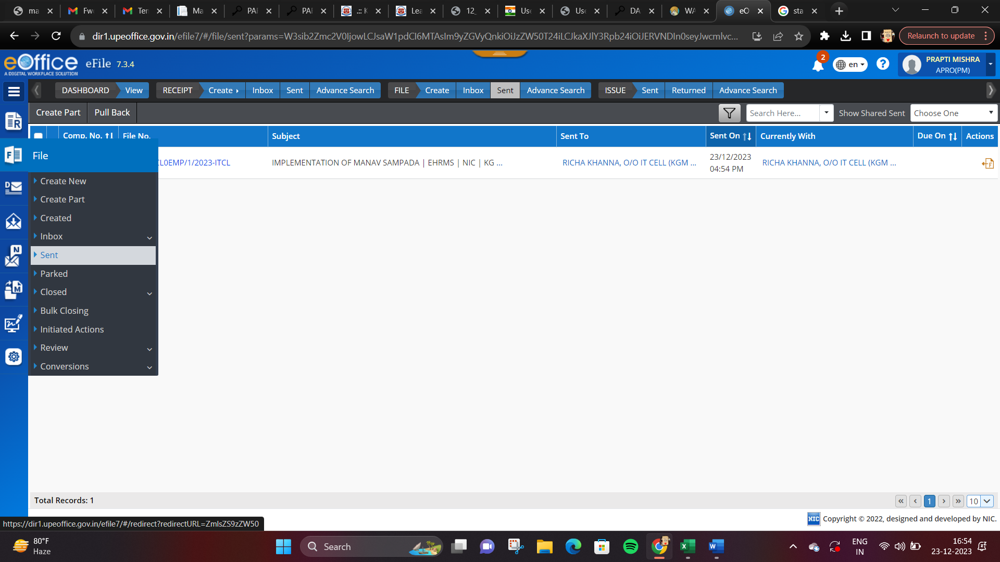 ma
Fw
Ten
Ma
PAF
PAF
.:: K
Lea
12_
Use
Use
DA
WA
eO
sta
dir1.upeoffice.gov.in/efile7/#/file/sent?params=
Relaunch to update
eOffice
A DIGITAL WORKPLACE SOLUTION
eFile 7.3.4
2
en
?
PRAPTI MISHRA
APRO(PM)
DASHBOARD View RECEIPT Create Inbox Sent Advance Search FILE Create Inbox Sent Advance Search ISSUE Sent Returned Advance Search
Create Part Pull Back Search Here... Show Shared Sent Choose One
Comp. No. File No. Subject Sent To Sent On Currently With Due On Actions
CL0EMP/1/2023-ITCL IMPLEMENTATION OF MANAV SAMPADA | EHRMS | NIC | KG ... RICHA KHANNA, O/O IT CELL (KGM ... 23/12/2023 04:54 PM RICHA KHANNA, O/O IT CELL (KGM ...
File
Create New
Create Part
Created
Inbox
Sent
Parked
Closed
Bulk Closing
Initiated Actions
Review
Conversions
Total Records: 1
« ‹ 1 › » 10
NIC Copyright © 2022, designed and developed by NIC.
https://dir1.upeoffice.gov.in/efile7/#/redirect?redirectURL=ZmlsZS9zZW50
80°F
Haze
Search
ENG
IN
16:54
23-12-2023